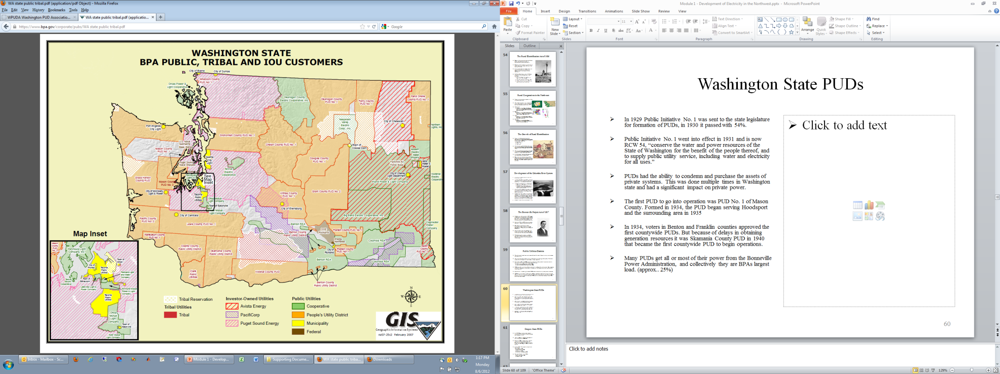 WA state public tribal.pdf (application/pdf Object) - Mozilla Firefox
File Edit View History Bookmarks Tools Help
WPUDA Washington PUD Associatio...
WA state public tribal.pdf (applicatio...
https://www.bpa.gov/corporate/pubs/WA state public tribal.pdf
Google
WASHINGTON STATE
BPA PUBLIC, TRIBAL AND IOU CUSTOMERS
City of Blaine
City of Sumas
Whatcom County
PUD No. 1
Orcas Power &
Light Cooperative
Okanogan County
Electric Cooperative, Inc.
Okanogan County
PUD No. 1
Ferry County
PUD No. 1
Pend Oreille
County PUD No. 1
Port Angeles
City Light
Snohomish County PUD No. 1
Nespelem
Valley
Electric
Coop., Inc.
City of Chewelah
Northern
Lights, Inc.
U.S. Naval
Submarine
Base, Bangor
Mason County
PUD No. 1
Chelan County PUD No. 1
Town of
Coulee Dam
Modern
Electric
Water
Company
Seattle
City
Light
Puget Sound
Naval Shipyard
Douglas County
PUD No. 1
Fairchild Air
Force Base
Vera
Water &
Power
Tanner
Electric
Cooperative
City of Cheney
Light Department
Kootenai
Electric
Cooperative
Grays Harbor
County PUD
Mason County
PUD No. 3
Peninsula
Light Co.
See
Map
Inset
Inland Power & Light Company
City of McCleary
Light & Power
Tacoma
Public
Utilities
Kittitas County
PUD No. 1
Grant County PUD No. 2
Ohop Mutual
Light Company
Town of Eatonville
Alder Mutual
Light Company
City of Ellensburg
City of Centralia
Big Bend Electric Cooperative, Inc.
Pacific County
PUD No. 2
Lewis County PUD No. 1
Benton REA
DOE
Richland
Franklin County PUD, No. 1
Clearwater
Power
Company
Wahkiakum County
PUD No. 1
Benton County
Public Utility District
Energy
Northwest
Columbia REA
Cowlitz County
Public Utility District
Skamania County
Public Utility District
City of
Richland
Franklin County
PUD, No. 1
Asotin
County
PUD No. 1
Benton REA
Columbia REA
Clark
Public
Utilities
Klickitat County PUD
Benton County
Public Utility District
Map Inset
Mason
County
PUD
No. 3
Peninsula Light
Company, Inc.
City of
Fircrest
Town of
Milton
Tacoma
Public
Utilities
Parkland Light
and Water
Company
Tanner
Electric
Cooperative
Town of
Steilacoom
Lakeview Light &
Power Company
Elmhurst Mutual
Power & Light
Company
Tacoma
Public
Utilities
Ohop
Mutual
Light
Company
Town of
Eatonville
Alder Mutual
Light Company
Tribal Reservation
Tribal Utilities
Tribal
Investor-Owned Utilities
Avista Energy
PacifiCorp
Puget Sound Energy
Public Utilities
Cooperative
People's Utility District
Municipality
Federal
N
W E
S
GIS
Geographic Information Systems
nz07-25c2 February 2007
Inbox - Mailbox - Sc...
Module 1 - Develop...
Supporting Docume...
WA state public triba...
Downloads
1:17 PM
Monday
8/6/2012
Module 1 - Development of Electricity in the Northwest.pptx - Microsoft PowerPoint
File Home Insert Design Transitions Animations Slide Show Review View
Paste
Cut
Copy
Format Painter
Clipboard
New
Slide
Layout
Reset
Section
Slides
11
Font
Text Direction
Align Text
Convert to SmartArt
Paragraph
Arrange
Quick
Styles
Shape Fill
Shape Outline
Shape Effects
Drawing
Find
Replace
Select
Editing
Slides Outline
54
The Rural Electrification Act of 1936
55
Rural Cooperatives in the Northwest
56
The Growth of Rural Electrification
57
Development of the Columbia River System
58
The Bonneville Project Act of 1937
59
Public Utilities Districts
60
Washington State PUDs
61
Oregon State PUDs
62
Washington State PUDs
In 1929 Public Initiative No. 1 was sent to the state legislature
for formation of PUDs, in 1930 it passed with 54%.
Public Initiative No. 1 went into effect in 1931 and is now
RCW 54, “conserve the water and power resources of the
State of Washington for the benefit of the people thereof, and
to supply public utility service, including water and electricity
for all uses.”
PUDs had the ability to condemn and purchase the assets of
private systems. This was done multiple times in Washington
state and had a significant impact on private power.
The first PUD to go into operation was PUD No. 1 of Mason
County. Formed in 1934, the PUD began serving Hoodsport
and the surrounding area in 1935
In 1934, voters in Benton and Franklin counties approved the
first countywide PUDs. But because of delays in obtaining
generation resources it was Skamania County PUD in 1940
that became the first countywide PUD to begin operations.
Many PUDs get all or most of their power from the Bonneville
Power Administration, and collectively they are BPAs largest
load. (approx.. 25%)
Click to add text
60
Click to add notes
Slide 60 of 109
"Office Theme"
129%